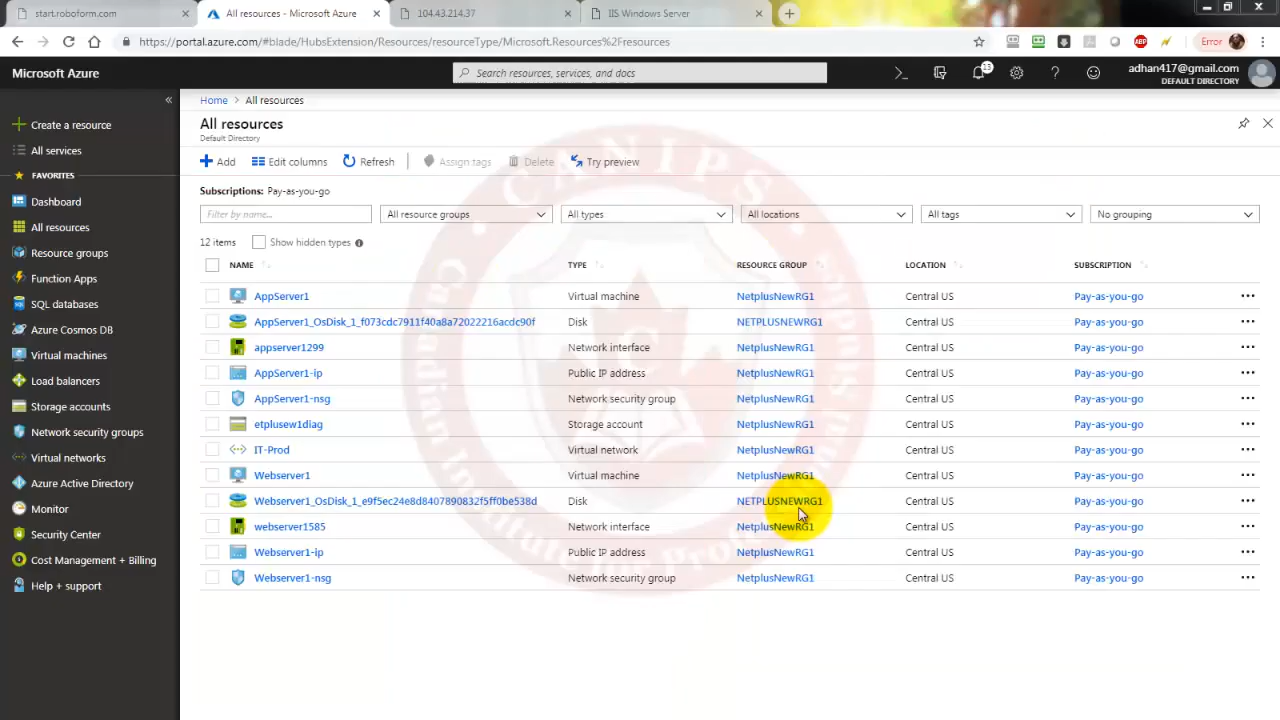 start.roboform.com
All resources - Microsoft Azure
104.43.214.37
IIS Windows Server
https://portal.azure.com/#blade/HubsExtension/Resources/resourceType/Microsoft.Resources%2Fresources
ABP
Error
Microsoft Azure
Search resources, services, and docs
13
adhan417@gmail.com
DEFAULT DIRECTORY
Create a resource
All services
FAVORITES
Dashboard
All resources
Resource groups
Function Apps
SQL databases
Azure Cosmos DB
Virtual machines
Load balancers
Storage accounts
Network security groups
Virtual networks
Azure Active Directory
Monitor
Security Center
Cost Management + Billing
Help + support
Home > All resources
All resources
Default Directory
Add Edit columns Refresh Assign tags Delete Try preview
Subscriptions: Pay-as-you-go
Filter by name... All resource groups All types All locations All tags No grouping
12 items Show hidden types
NAME TYPE RESOURCE GROUP LOCATION SUBSCRIPTION
AppServer1 Virtual machine NetplusNewRG1 Central US Pay-as-you-go
AppServer1_OsDisk_1_f073cdc7911f40a8a72022216acdc90f Disk NETPLUSNEWRG1 Central US Pay-as-you-go
appserver1299 Network interface NetplusNewRG1 Central US Pay-as-you-go
AppServer1-ip Public IP address NetplusNewRG1 Central US Pay-as-you-go
AppServer1-nsg Network security group NetplusNewRG1 Central US Pay-as-you-go
etplusew1diag Storage account NetplusNewRG1 Central US Pay-as-you-go
IT-Prod Virtual network NetplusNewRG1 Central US Pay-as-you-go
Webserver1 Virtual machine NetplusNewRG1 Central US Pay-as-you-go
Webserver1_OsDisk_1_e9f5ec24e8d8407890832f5ff0be538d Disk NETPLUSNEWRG1 Central US Pay-as-you-go
webserver1585 Network interface NetplusNewRG1 Central US Pay-as-you-go
Webserver1-ip Public IP address NetplusNewRG1 Central US Pay-as-you-go
Webserver1-nsg Network security group NetplusNewRG1 Central US Pay-as-you-go
CANIPS